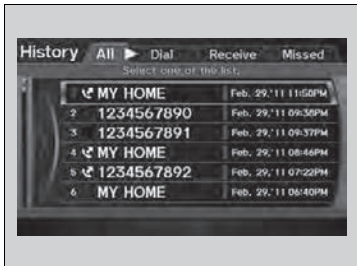 History All Dial Receive Missed
Select one of the list.
MY HOME Feb. 29,'11 11:50PM
2 1234567890 Feb. 29,'11 09:38PM
3 1234567891 Feb. 29,'11 09:37PM
4 MY HOME Feb. 29,'11 08:46PM
5 1234567892 Feb. 29,'11 07:22PM
6 MY HOME Feb. 29,'11 06:40PM